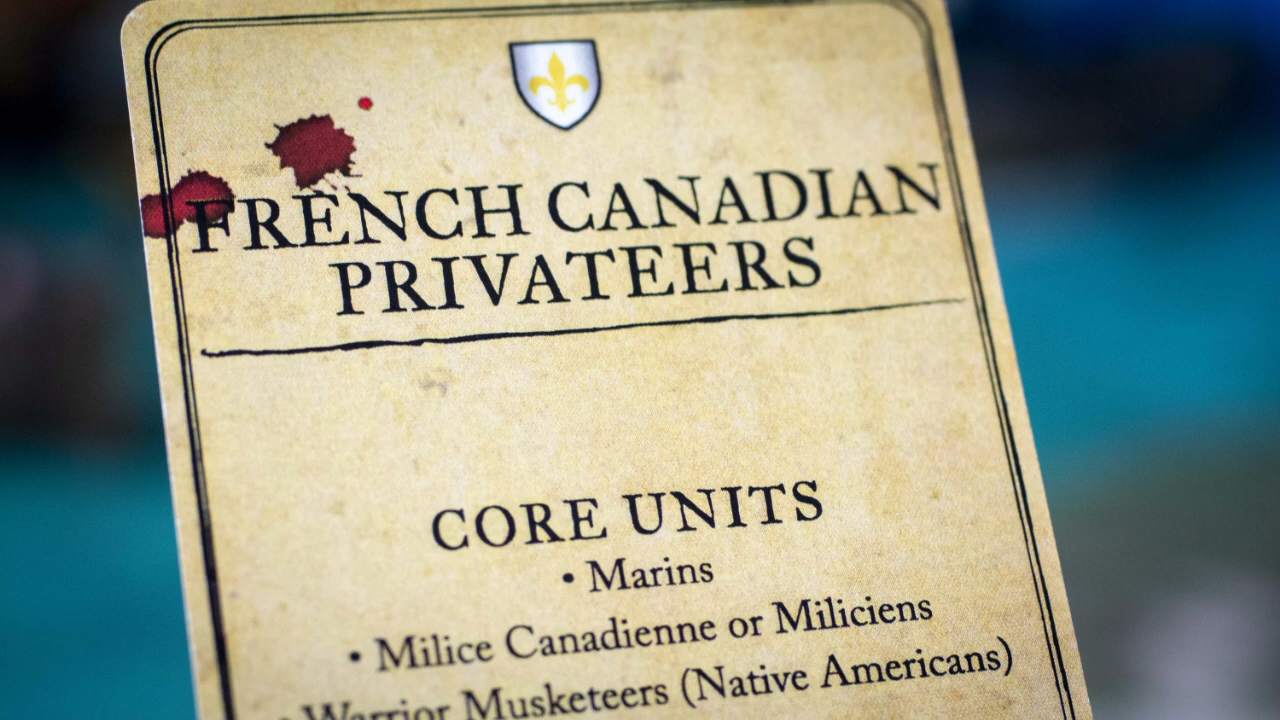 FRENCH CANADIAN
PRIVATEERS
CORE UNITS
• Marins
• Milice Canadienne or Miliciens
• Warrior Musketeers (Native Americans)